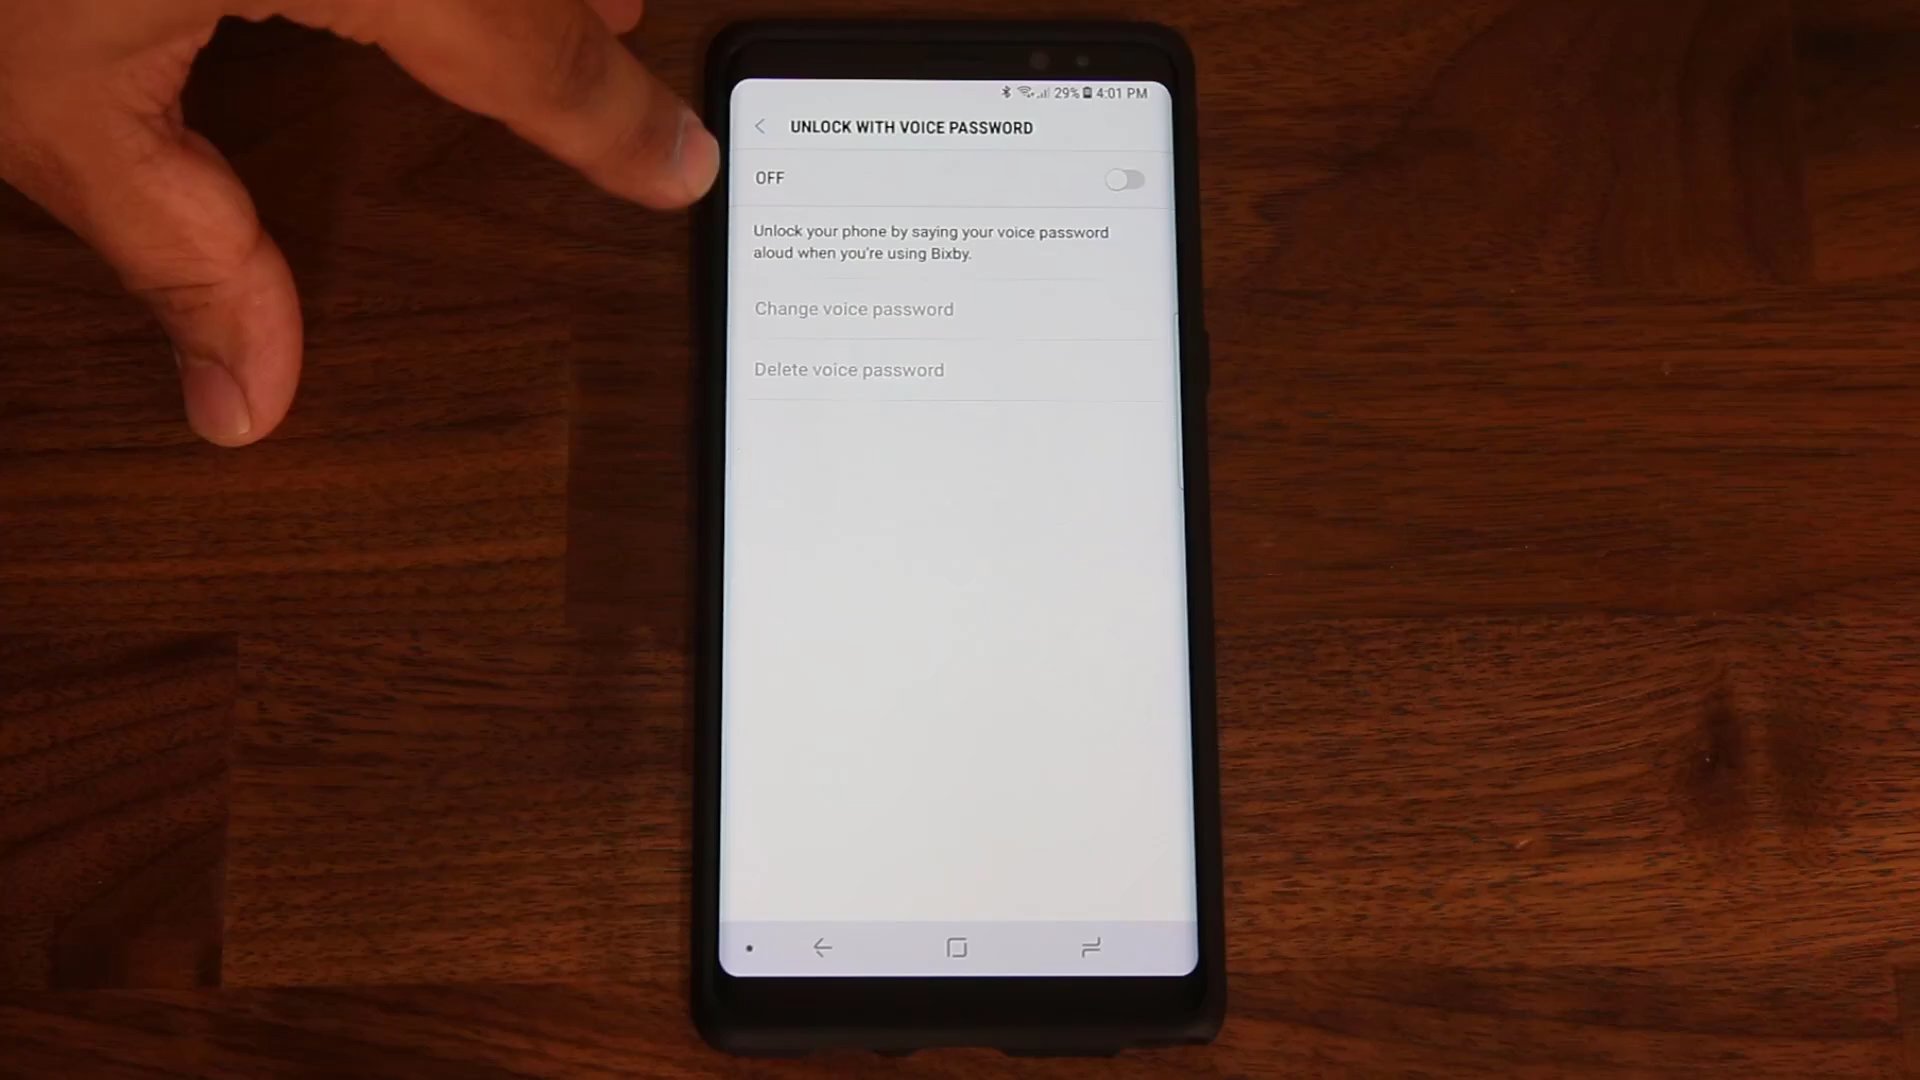 29% 4:01 PM
UNLOCK WITH VOICE PASSWORD
OFF
Unlock your phone by saying your voice password
aloud when you're using Bixby.
Change voice password
Delete voice password